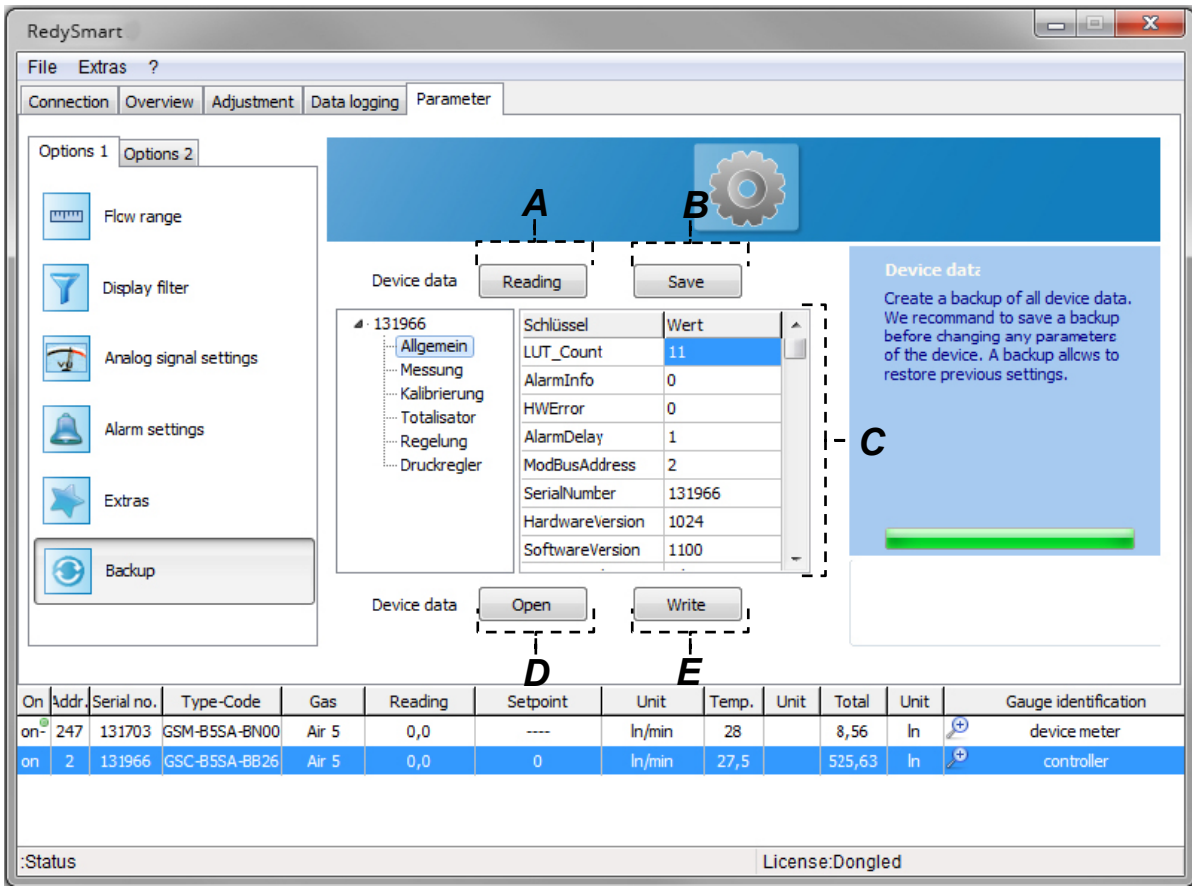 RedySmart
File Extras ?
Connection Overview Adjustment Data logging Parameter
Options 1 Options 2
Flow range
Display filter
Analog signal settings
Alarm settings
Extras
Backup
A B
Device data Reading Save
131966
Allgemein
Messung
Kalibrierung
Totalisator
Regelung
Druckregler
Schlüssel Wert
LUT_Count 11
AlarmInfo 0
HWError 0
AlarmDelay 1
ModBusAddress 2
SerialNumber 131966
HardwareVersion 1024
SoftwareVersion 1100
C
Device data Open Write
D E
Device data
Create a backup of all device data.
We recommand to save a backup
before changing any parameters
of the device. A backup allows to
restore previous settings.
On Addr. Serial no. Type-Code Gas Reading Setpoint Unit Temp. Unit Total Unit Gauge identification
on- 247 131703 GSM-B5SA-BN00 Air 5 0,0 ---- ln/min 28 8,56 ln device meter
on 2 131966 GSC-B5SA-BB26 Air 5 0,0 0 ln/min 27,5 525,63 ln controller
:Status License:Dongled